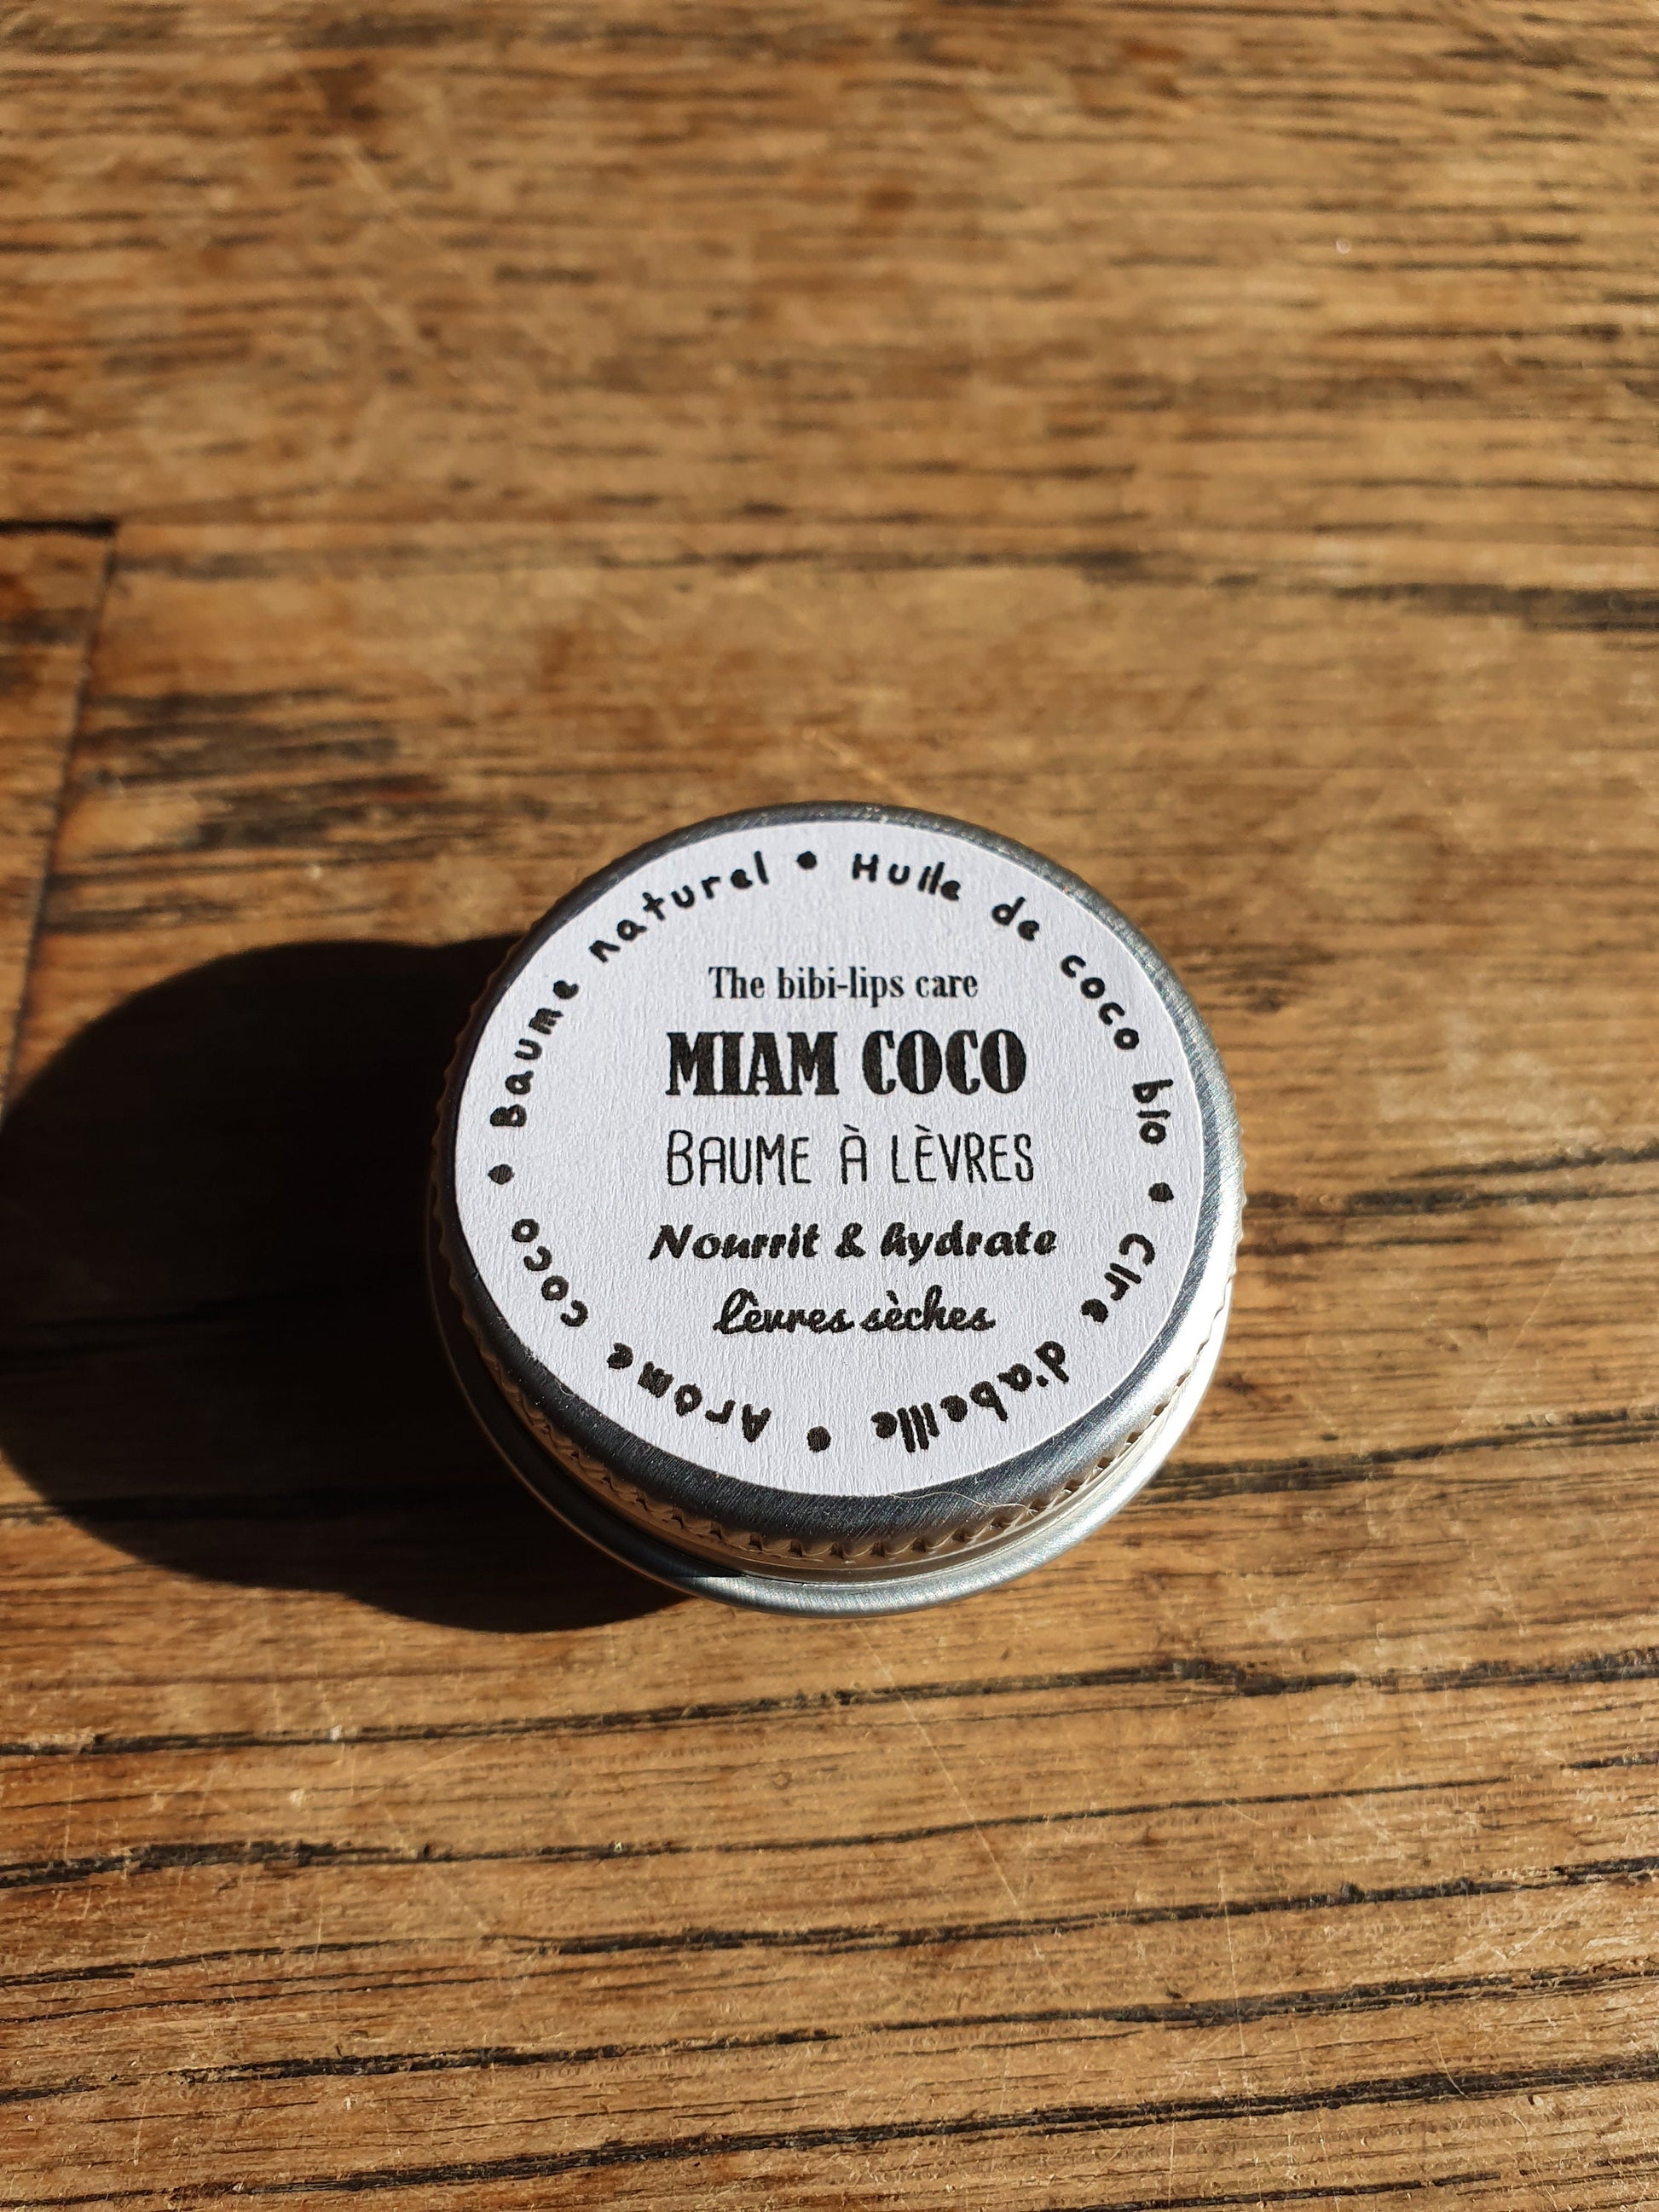 The bibi-lips care
MIAM COCO
BAUME À LÈVRES
Nourrit & hydrate
lèvres sèches
• Baume naturel • Huile de coco bio • Cire d'abeille • Arôme coco